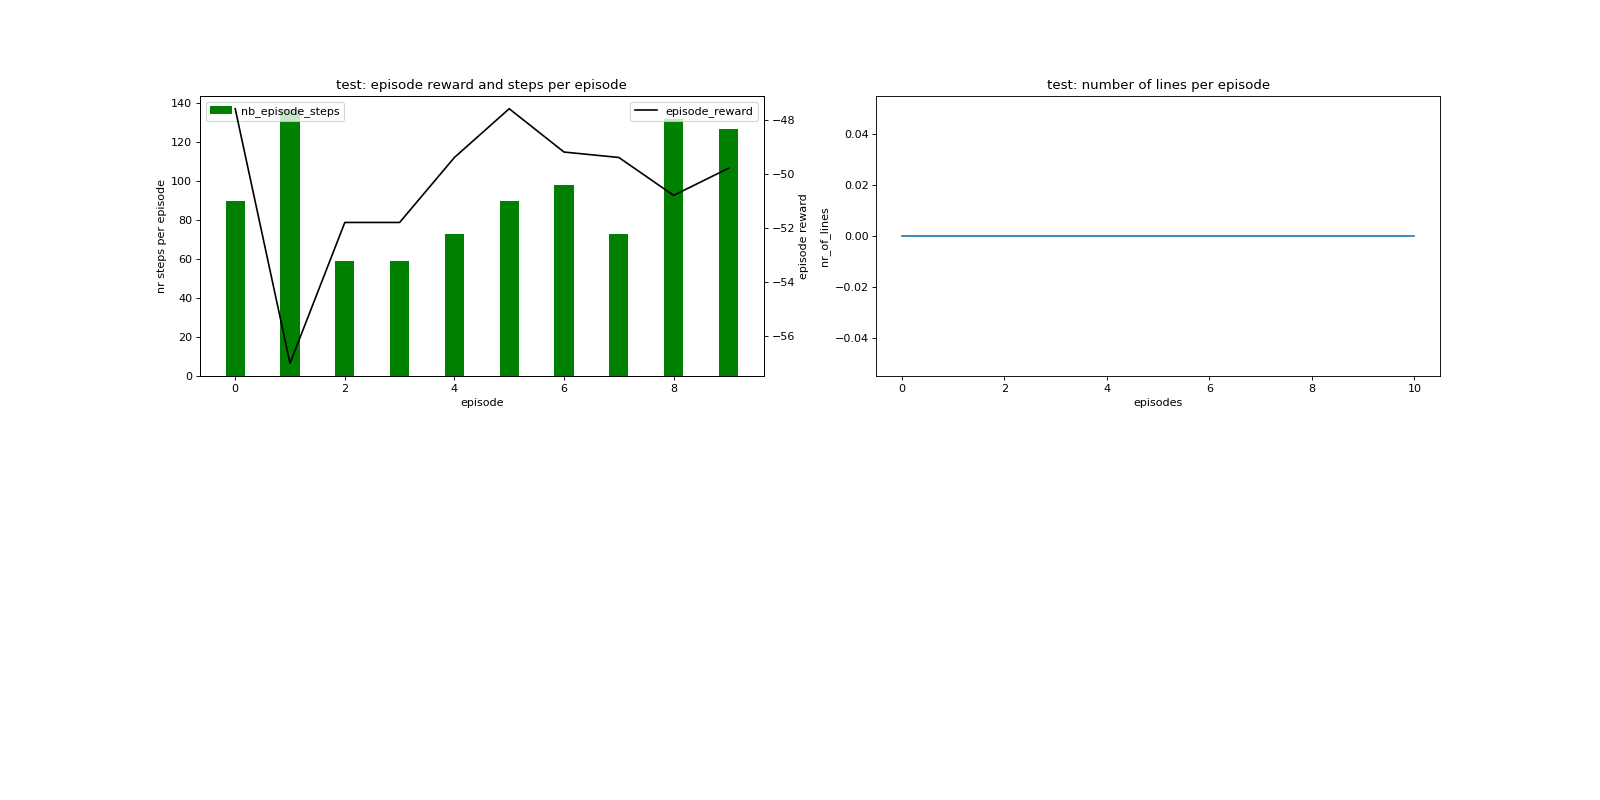 test: episode reward and steps per episode
nb_episode_steps
episode_reward
nr steps per episode
140
120
100
80
60
40
20
0
−48
−50
−52
−54
−56
episode reward
0 2 4 6 8
episode
test: number of lines per episode
nr_of_lines
0.04
0.02
0.00
−0.02
−0.04
0 2 4 6 8 10
episodes